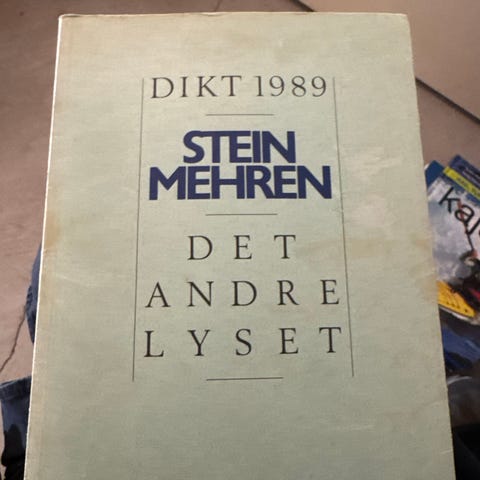 DIKT 1989
STEIN
MEHREN
DET
ANDRE
LYSET